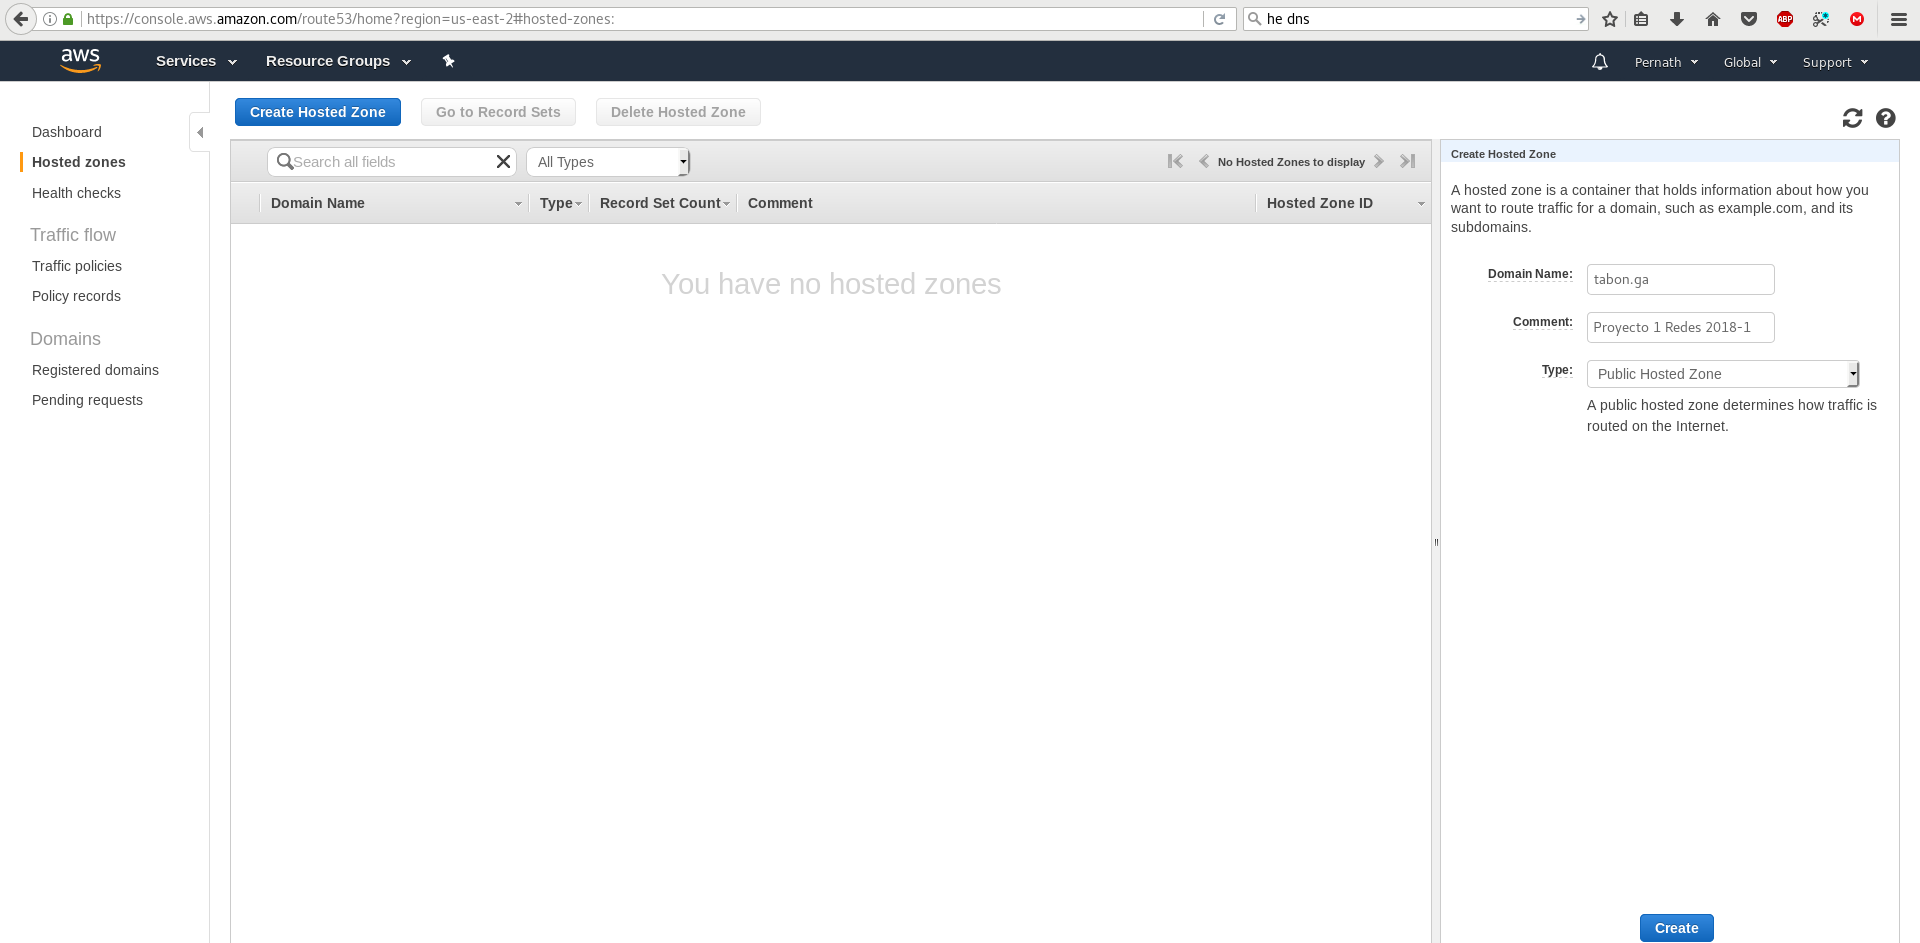 https://console.aws.amazon.com/route53/home?region=us-east-2#hosted-zones:
he dns
ABP
M
aws
Services
Resource Groups
Pernath
Global
Support
Dashboard
Hosted zones
Health checks
Traffic flow
Traffic policies
Policy records
Domains
Registered domains
Pending requests
Create Hosted Zone
Go to Record Sets
Delete Hosted Zone
Search all fields
All Types
No Hosted Zones to display
Domain Name
Type
Record Set Count
Comment
Hosted Zone ID
You have no hosted zones
Create Hosted Zone
A hosted zone is a container that holds information about how you
want to route traffic for a domain, such as example.com, and its
subdomains.
Domain Name:
tabon.ga
Comment:
Proyecto 1 Redes 2018-1
Type:
Public Hosted Zone
A public hosted zone determines how traffic is
routed on the Internet.
Create